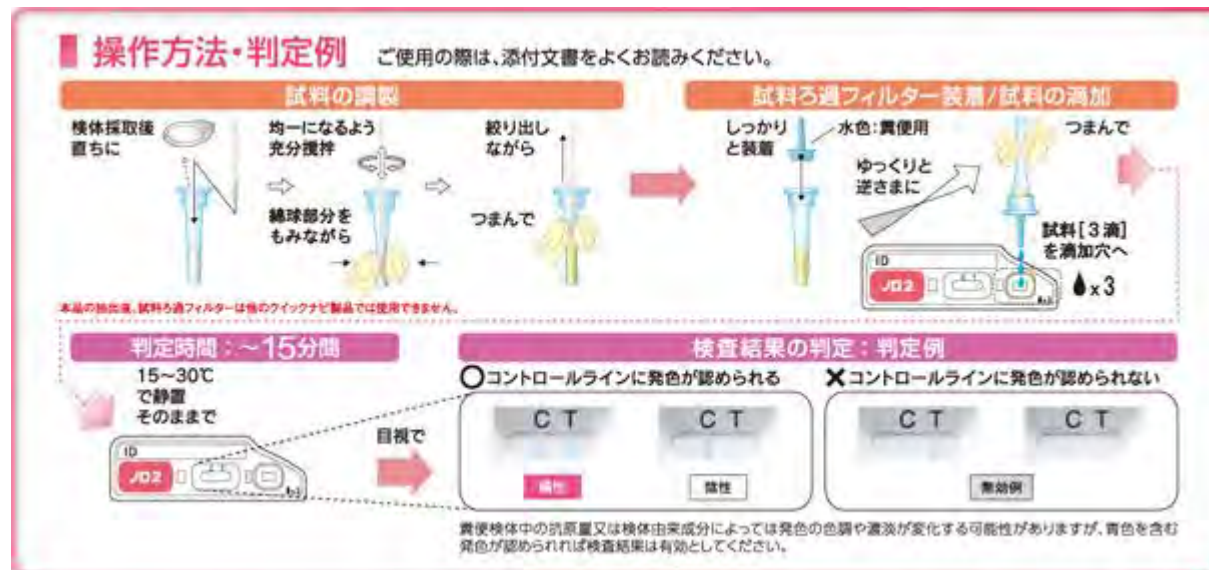 操作方法・判定例 ご使用の際は、添付文書をよくお読みください。
試料の調製
検体採取後
直ちに
均一になるよう
充分攪拌
綿球部分を
もみながら
絞り出し
ながら
つまんで
本品の抽出液、試料ろ過フィルターは他のクイックナビ製品では使用できません。
試料ろ過フィルター装着/試料の滴加
しっかり
と装着
水色:糞便用
ゆっくりと
逆さまに
つまんで
試料[3滴]
を滴加穴へ
x3
ID
ノロ2
判定時間:~15分間
15~30℃
で静置
そのままで
ID
ノロ2
目視で
検査結果の判定:判定例
○コントロールラインに発色が認められる
C T
C T
陽性
陰性
×コントロールラインに発色が認められない
C T
C T
無効例
糞便検体中の抗原量又は検体由来成分によっては発色の色調や濃淡が変化する可能性がありますが、青色を含む
発色が認められれば検査結果は有効としてください。